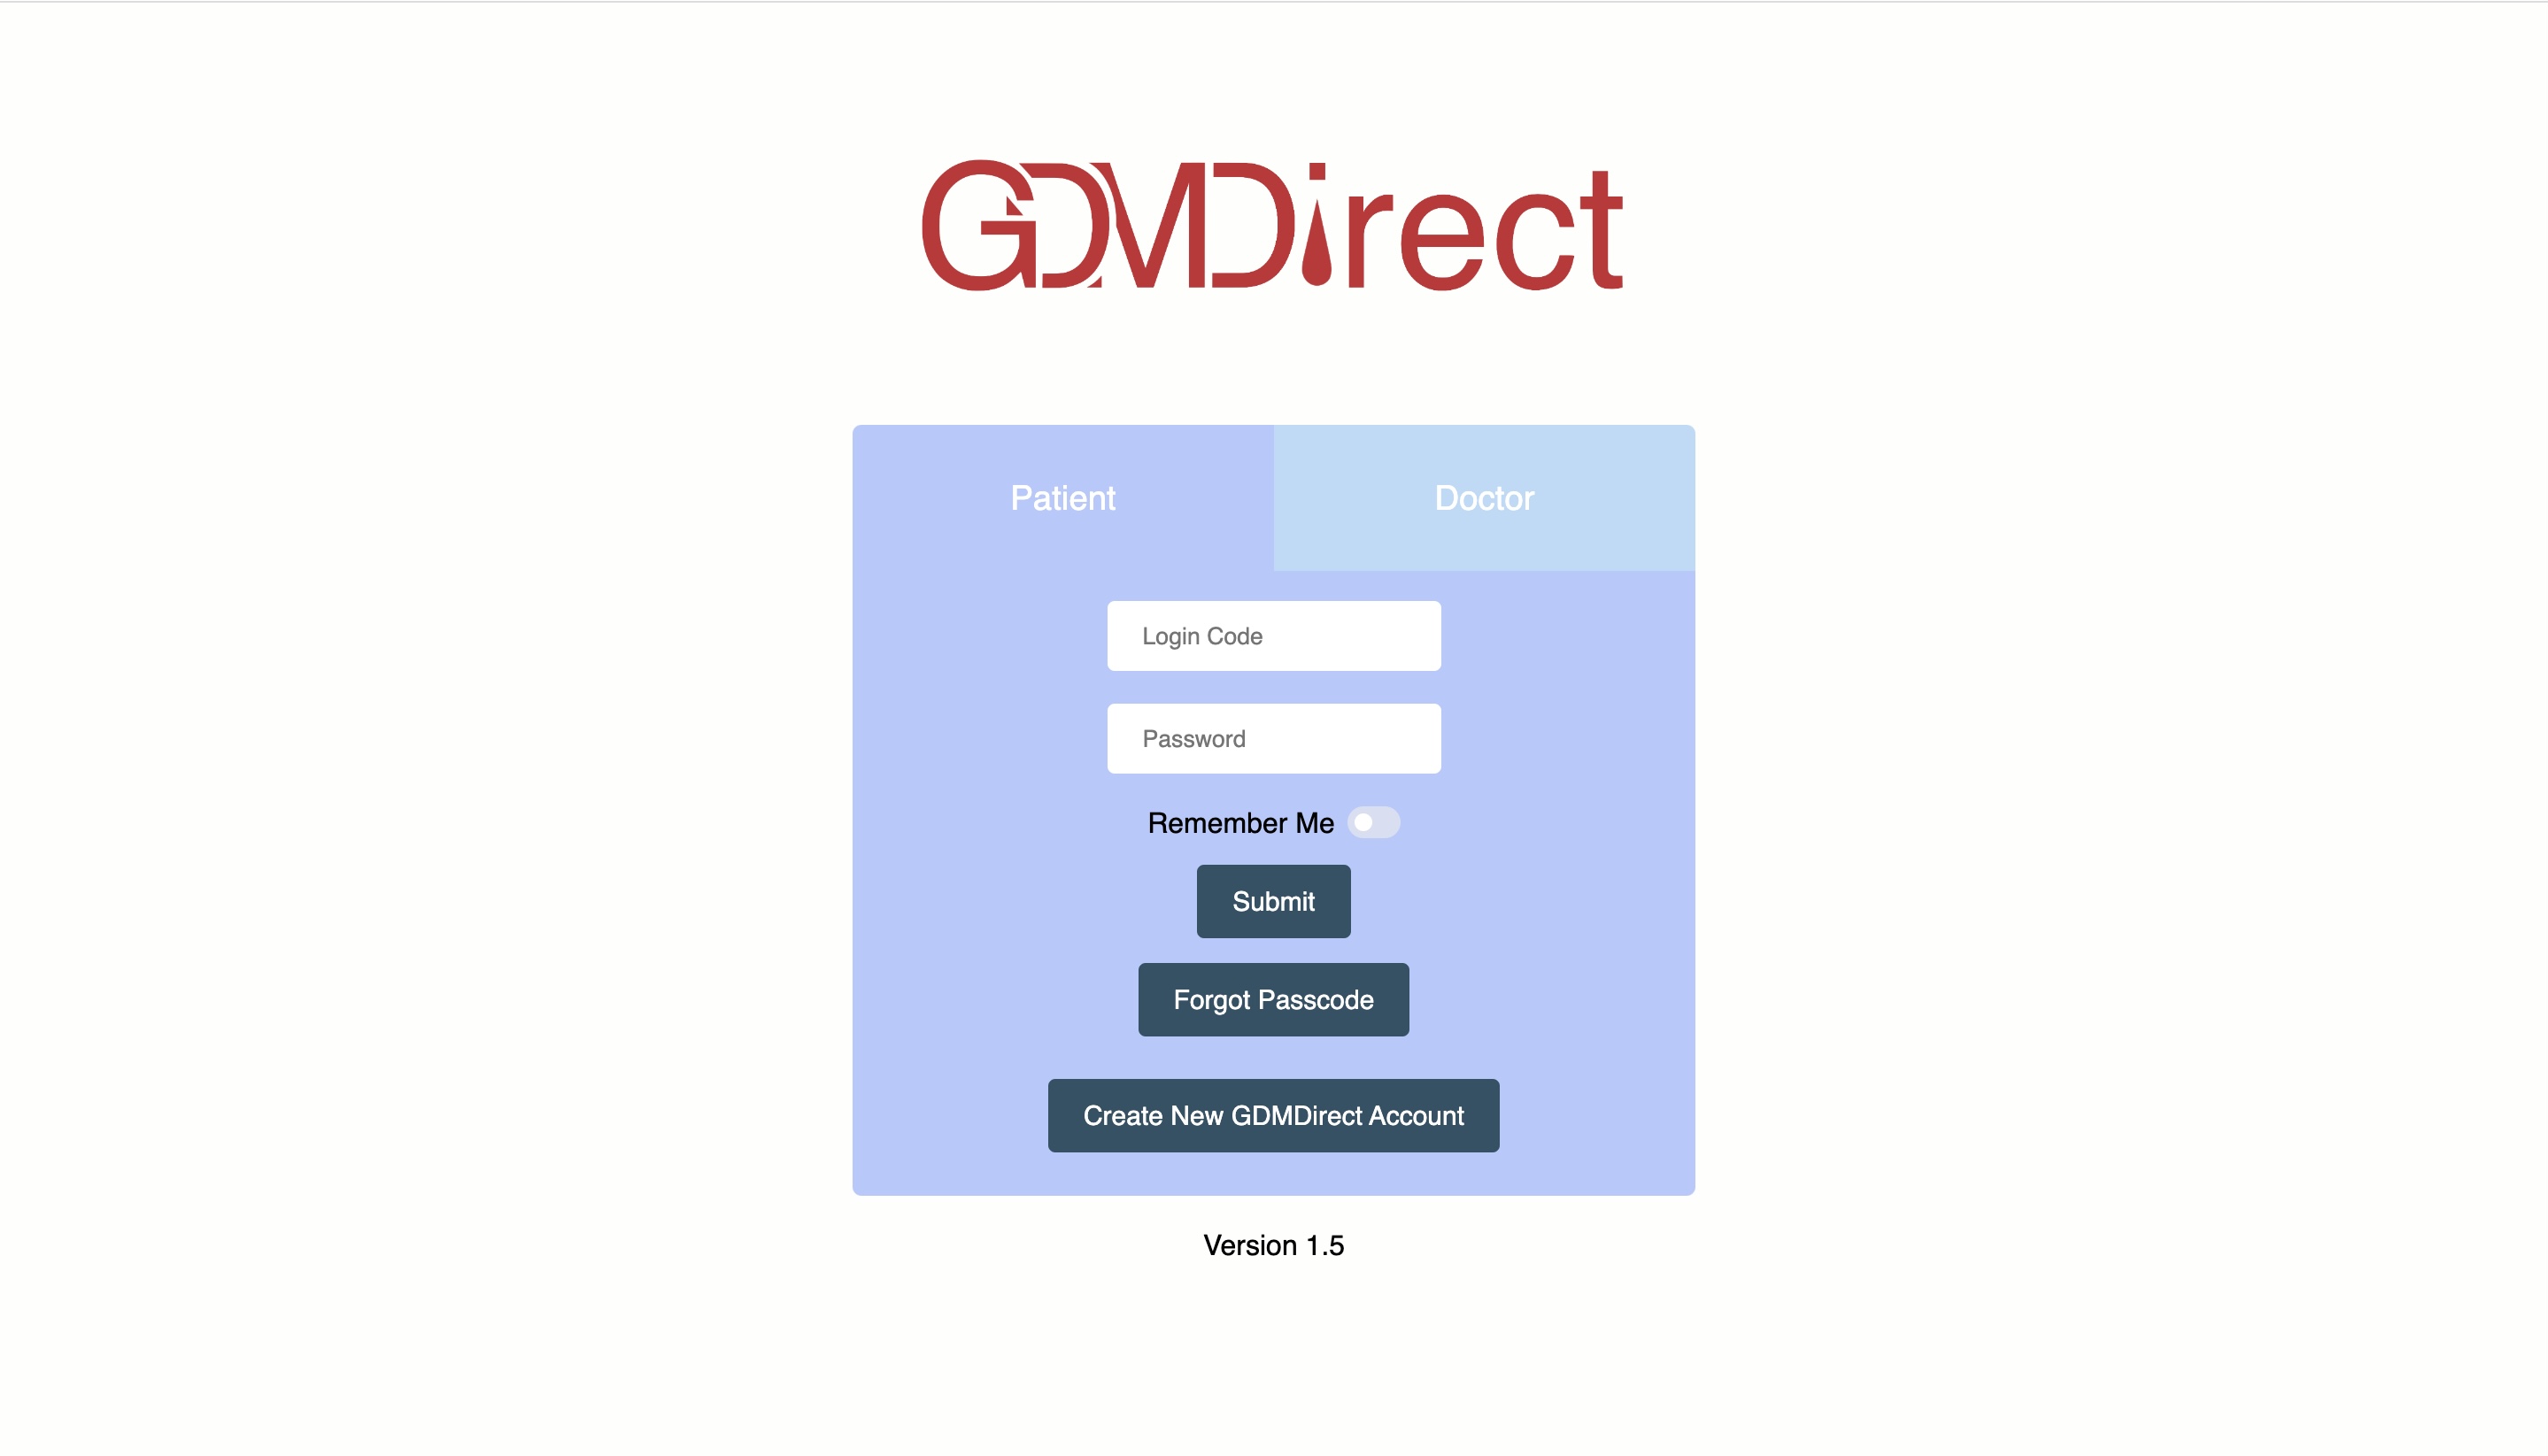 GDMDirect
Patient
Doctor
Login Code
Password
Remember Me
Submit
Forgot Passcode
Create New GDMDirect Account
Version 1.5